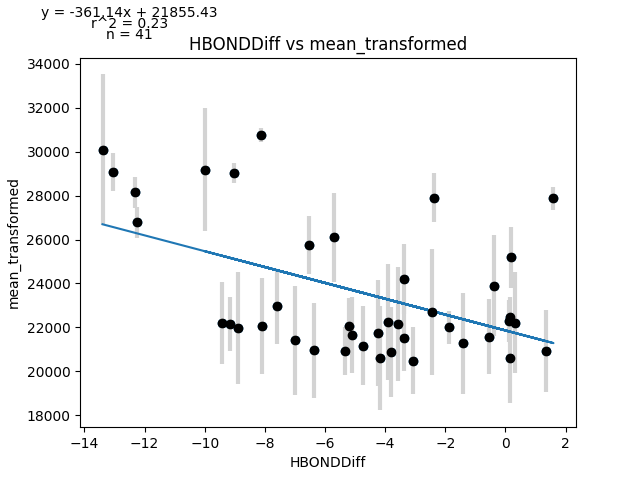 y = -361.14x + 21855.43
r^2 = 0.23
n = 41
HBONDDiff vs mean_transformed
34000
32000
30000
28000
26000
24000
22000
20000
18000
mean_transformed
−14 −12 −10 −8 −6 −4 −2 0 2
HBONDDiff